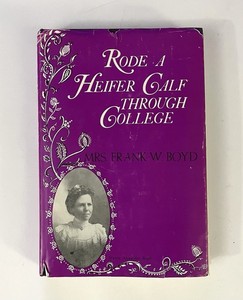 RODE A
HEIFER CALF
THROUGH
COLLEGE
MRS. FRANK W. BOYD